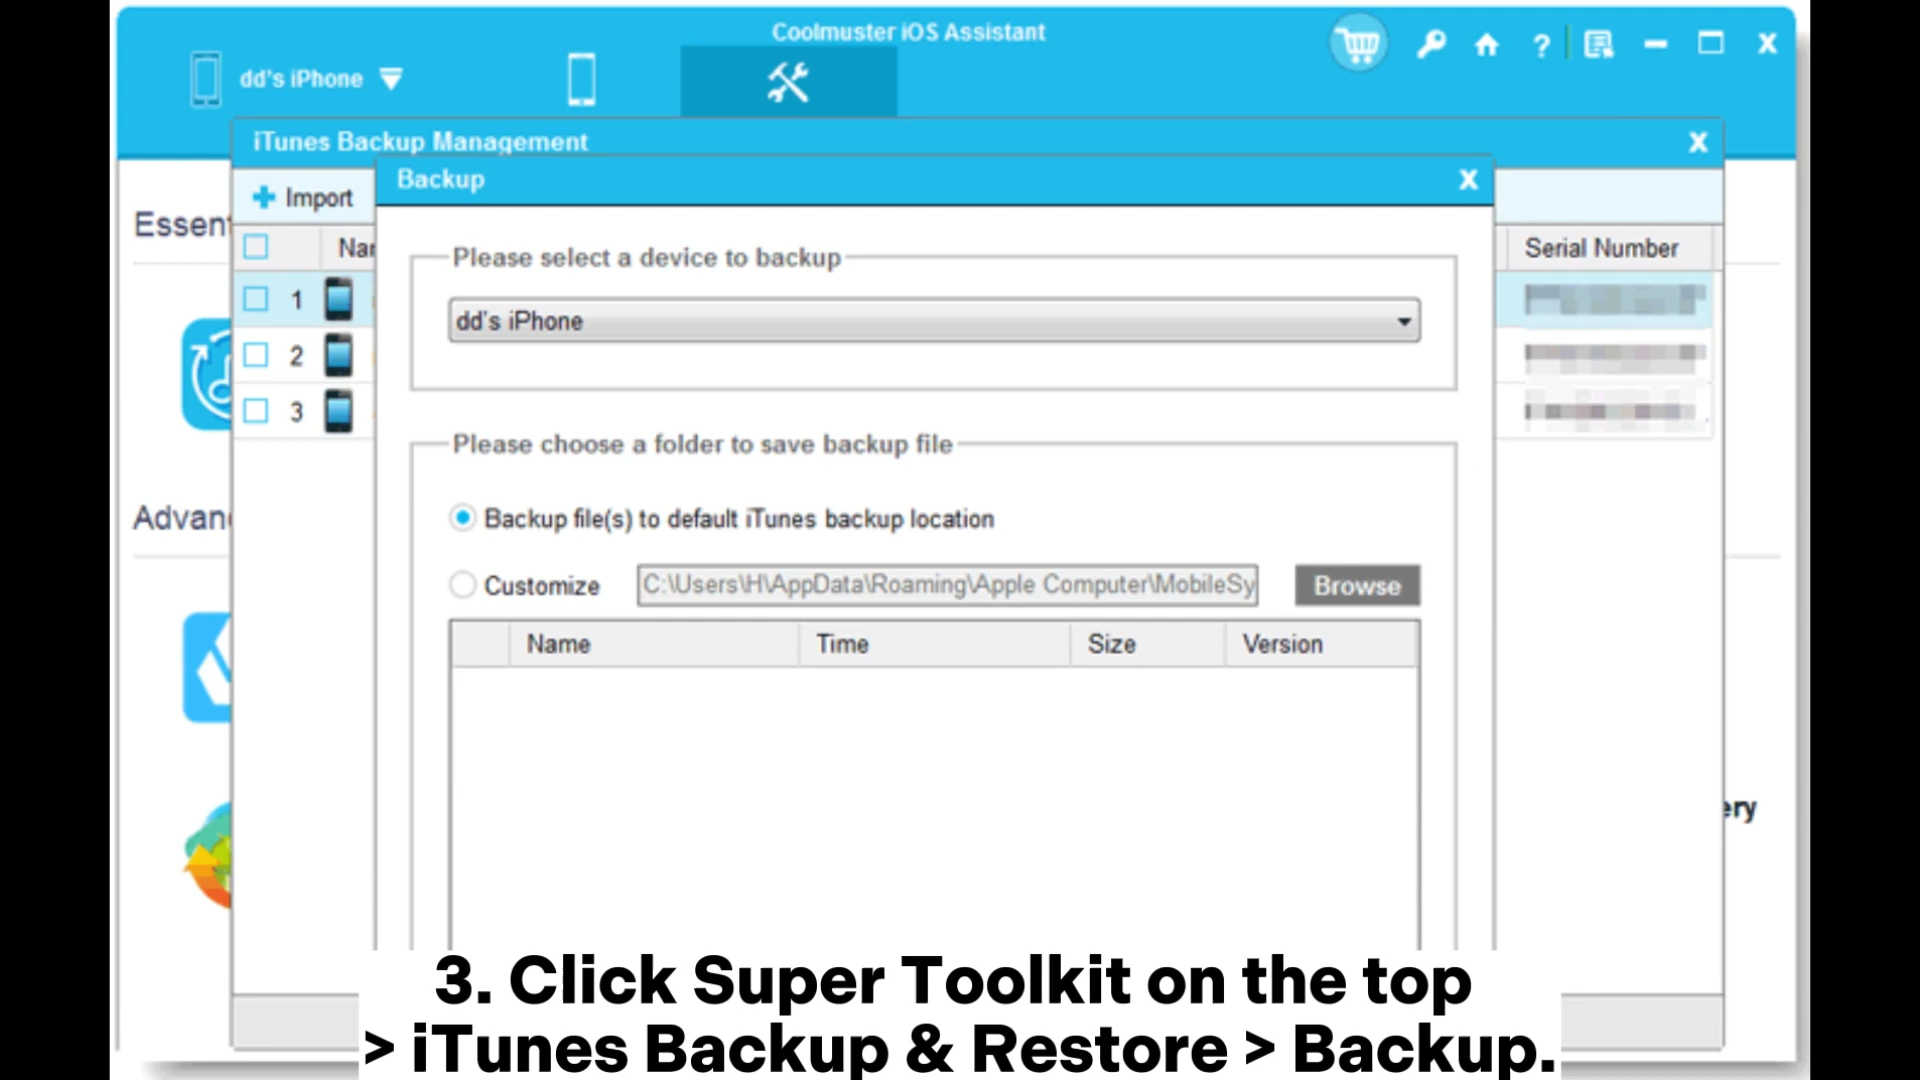 Coolmuster iOS Assistant
dd's iPhone
?
iTunes Backup Management
X
Backup
X
Import
Essent
Nar
Serial Number
Please select a device to backup
dd's iPhone
1
2
3
Please choose a folder to save backup file
Advan
Backup file(s) to default iTunes backup location
Customize
C:\Users\H\AppData\Roaming\Apple Computer\MobileSy
Browse
Name
Time
Size
Version
ery
3. Click Super Toolkit on the top
> iTunes Backup & Restore > Backup.